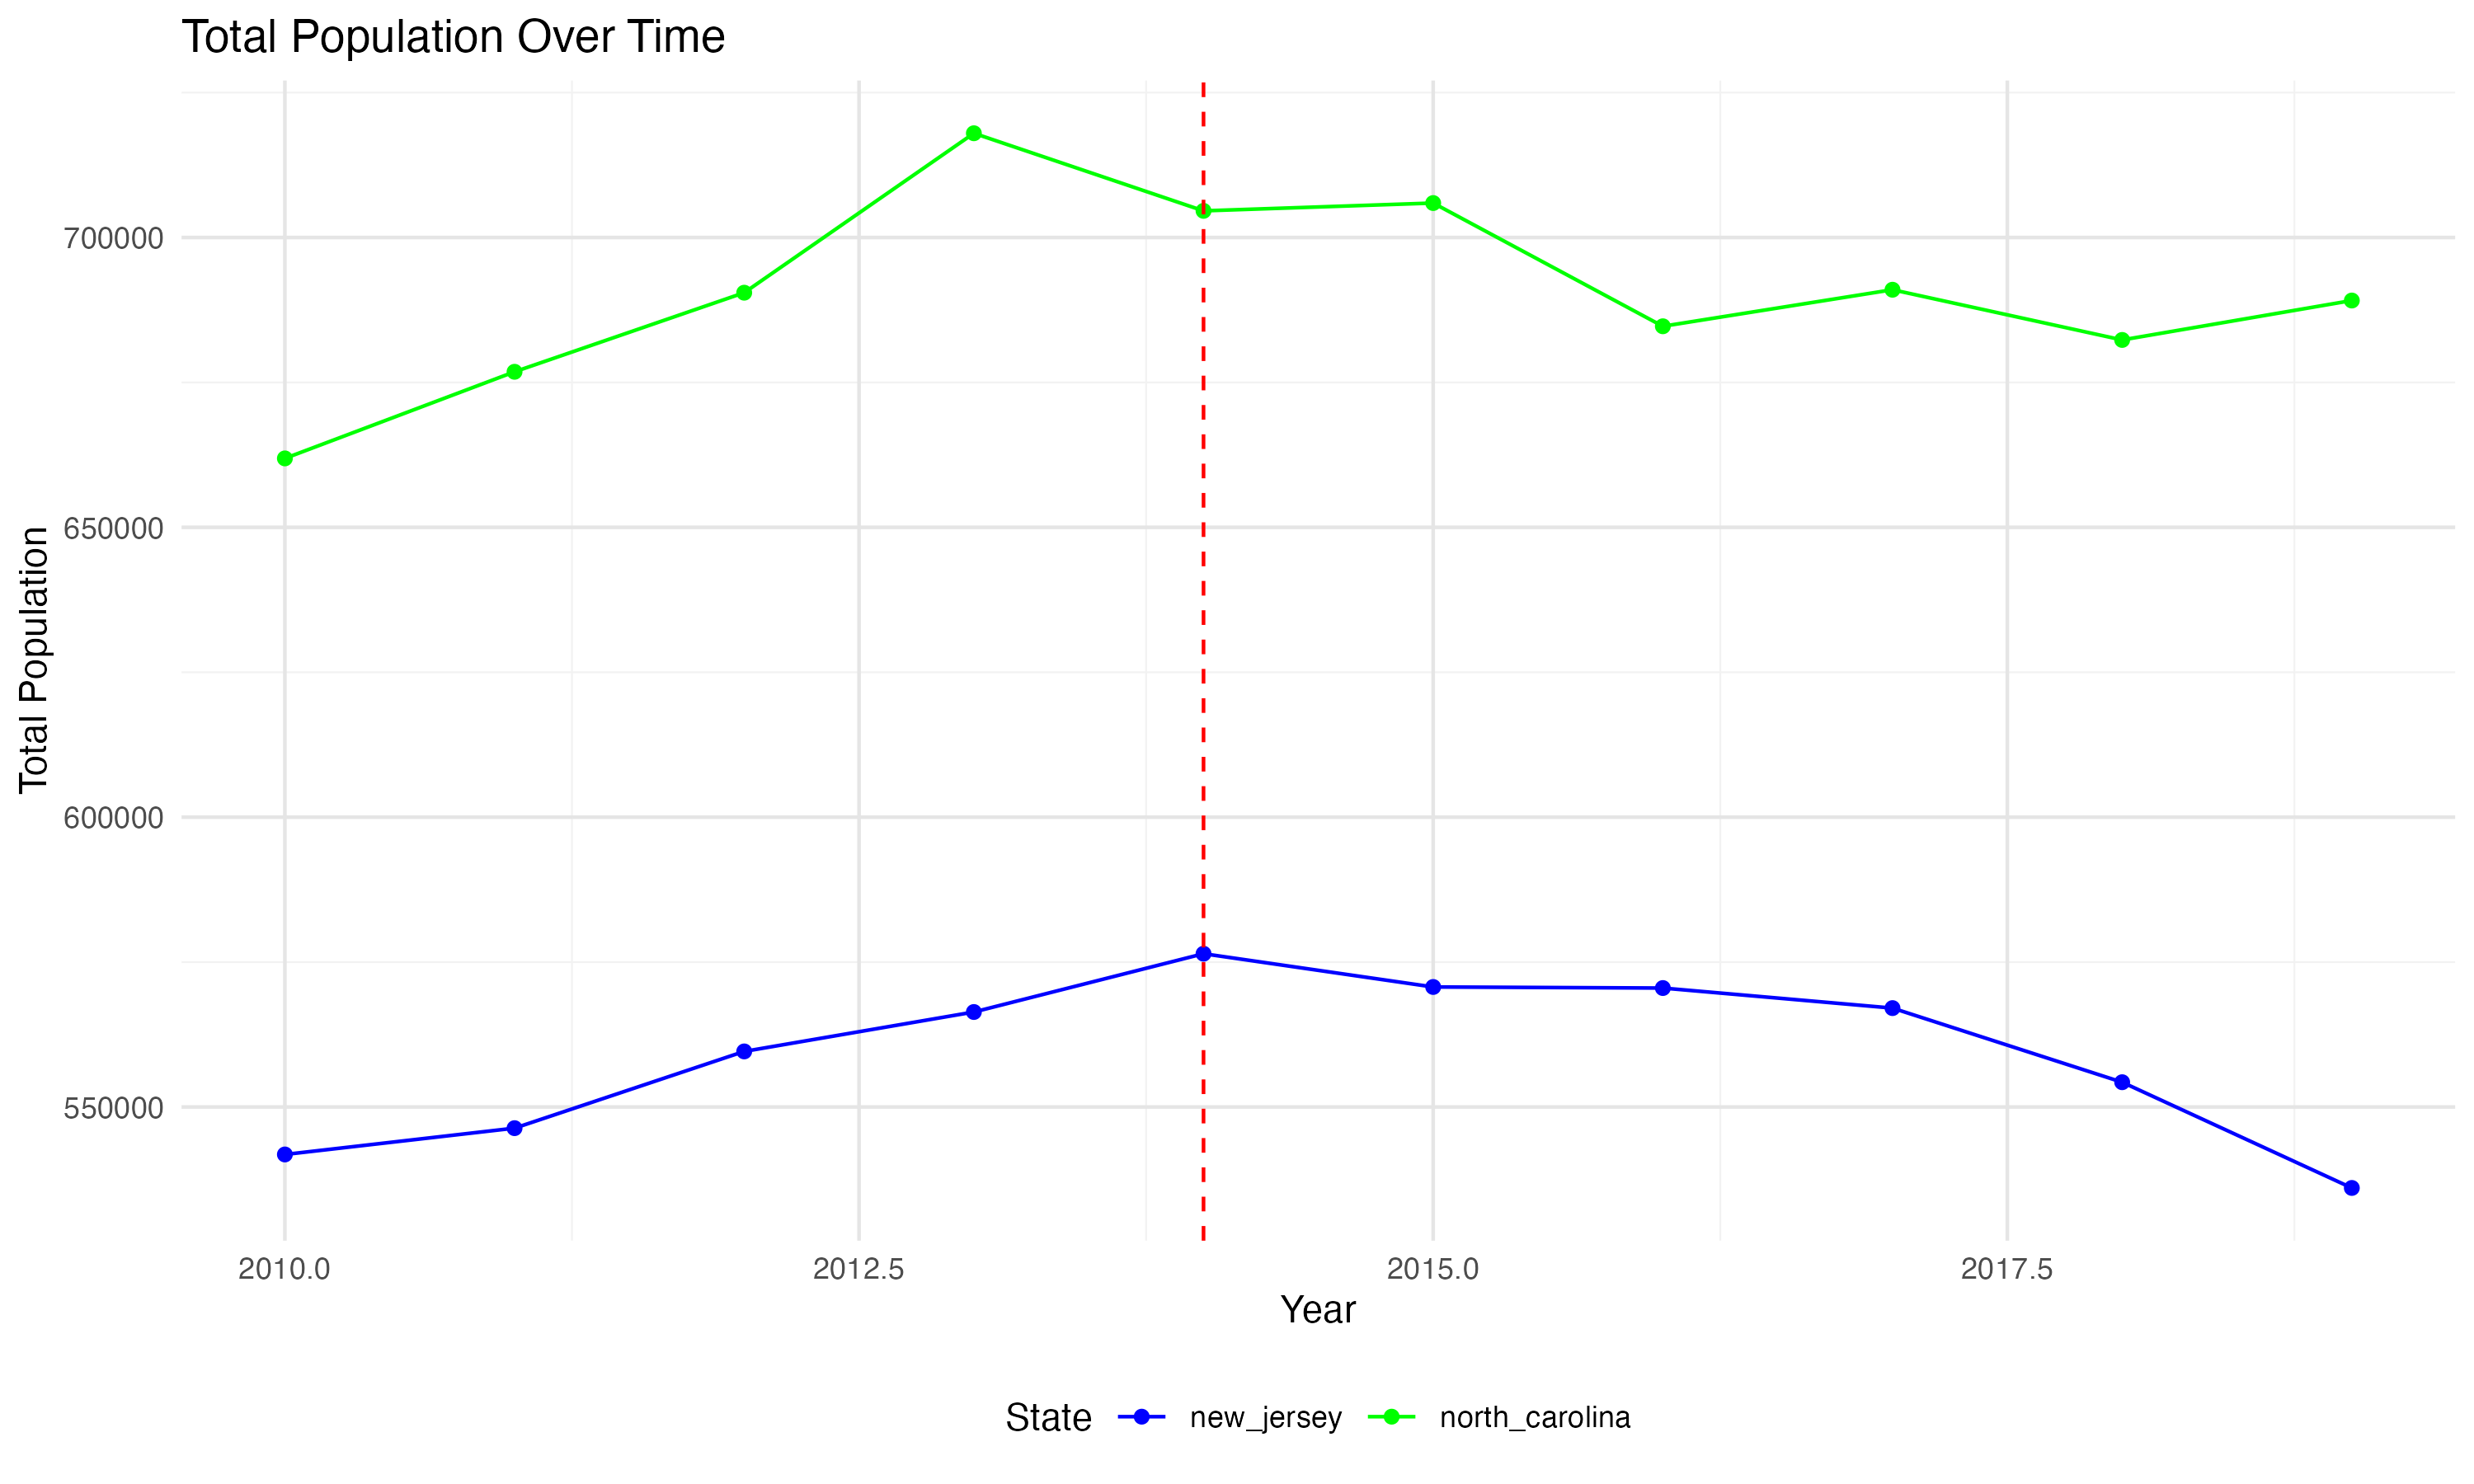 Total Population Over Time
Total Population
700000
650000
600000
550000
2010.0 2012.5 2015.0 2017.5
Year
State new_jersey north_carolina